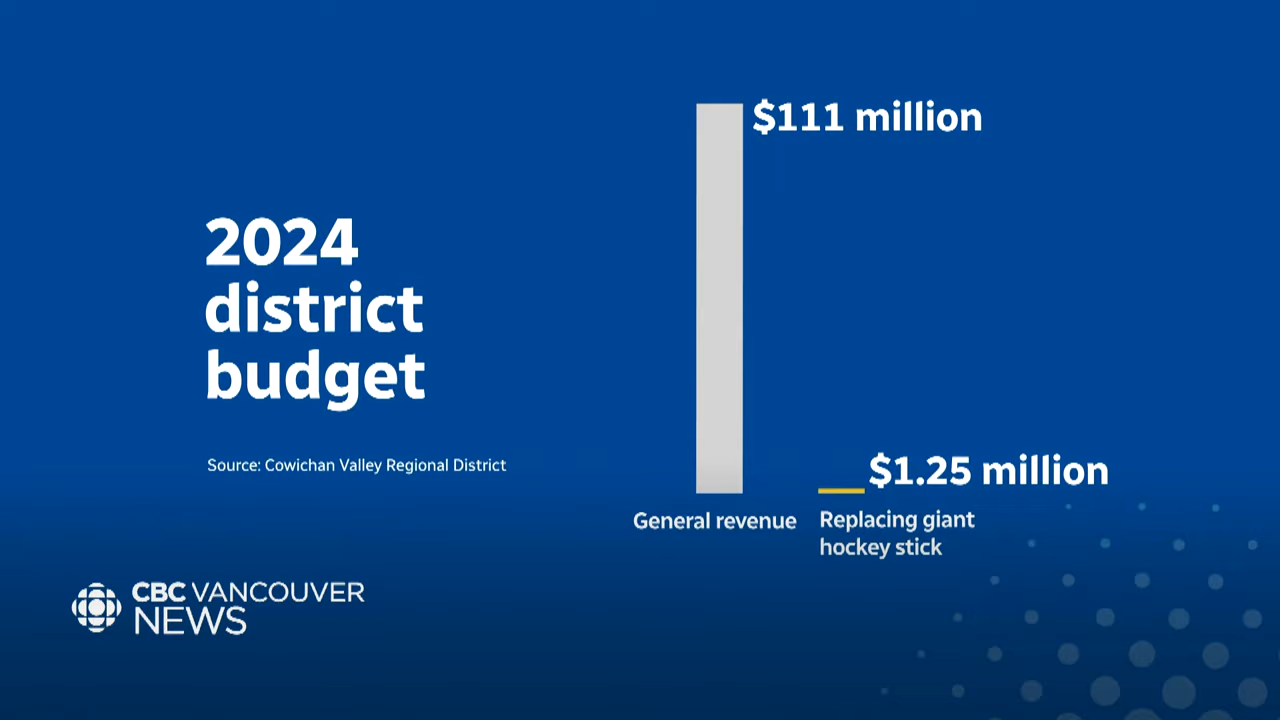 2024
district
budget
Source: Cowichan Valley Regional District
$111 million
General revenue
$1.25 million
Replacing giant
hockey stick
CBC VANCOUVER
NEWS